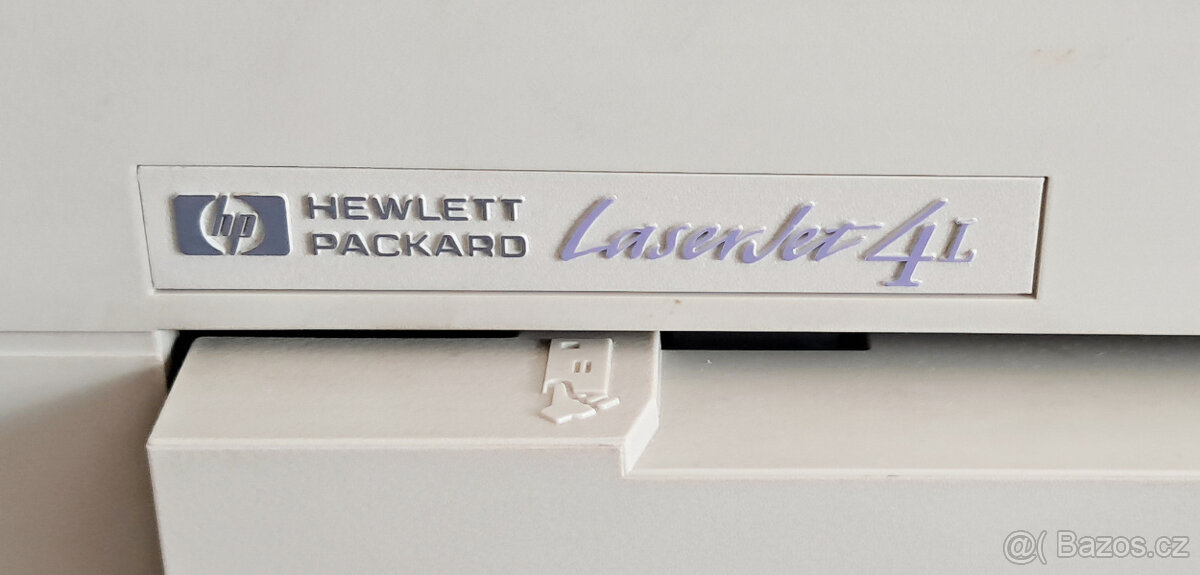 hp HEWLETT PACKARD LaserJet 4L
@( Bazos.cz